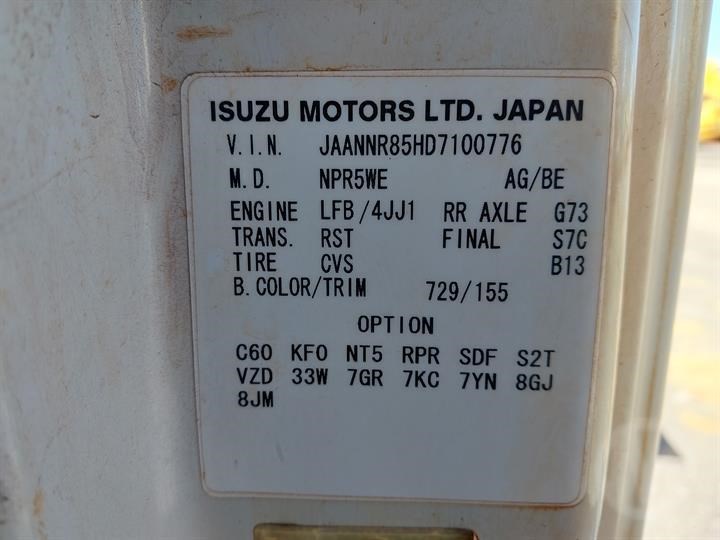 ISUZU MOTORS LTD. JAPAN
V.I.N. JAANNR85HD7100776
M.D. NPR5WE AG/BE
ENGINE LFB/4JJ1 RR AXLE G73
TRANS. RST FINAL S7C
TIRE CVS B13
B.COLOR/TRIM 729/155
OPTION
C60 KF0 NT5 RPR SDF S2T
VZD 33W 7GR 7KC 7YN 8GJ
8JM